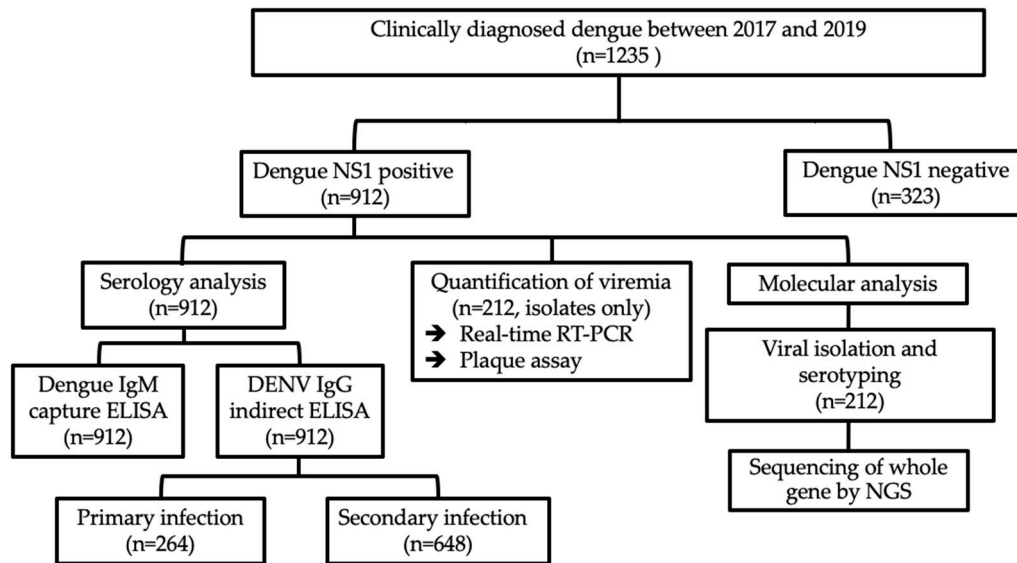 Clinically diagnosed dengue between 2017 and 2019
(n=1235 )
Dengue NS1 positive
(n=912)
Dengue NS1 negative
(n=323)
Serology analysis
(n=912)
Quantification of viremia
(n=212, isolates only)
➔ Real-time RT-PCR
➔ Plaque assay
Molecular analysis
Viral isolation and
serotyping
(n=212)
Dengue IgM
capture ELISA
(n=912)
DENV IgG
indirect ELISA
(n=912)
Sequencing of whole
gene by NGS
Primary infection
(n=264)
Secondary infection
(n=648)